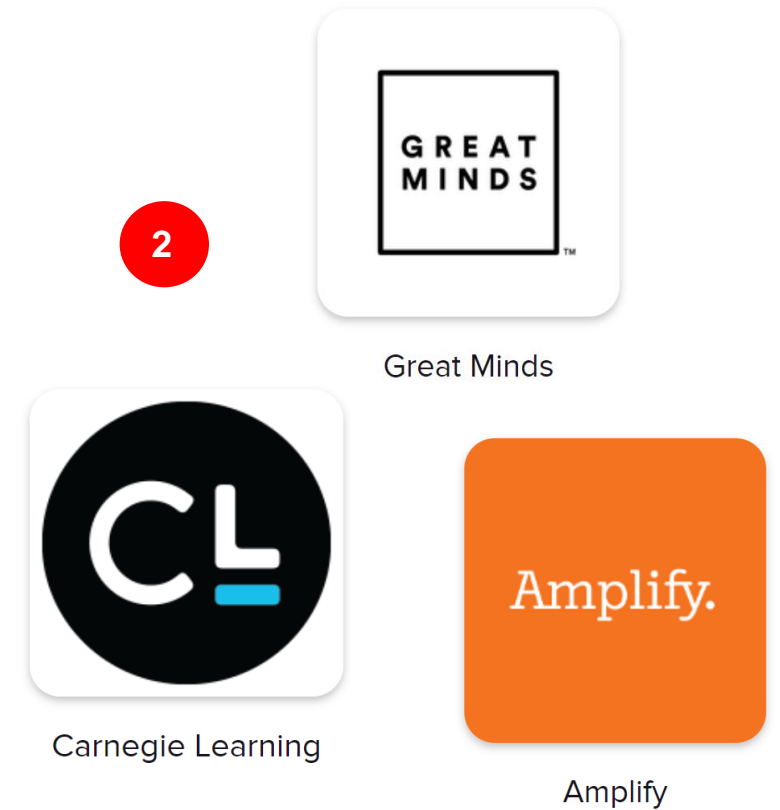 GREAT
MINDS
TM
2
Great Minds
CL
Amplify.
Carnegie Learning
Amplify